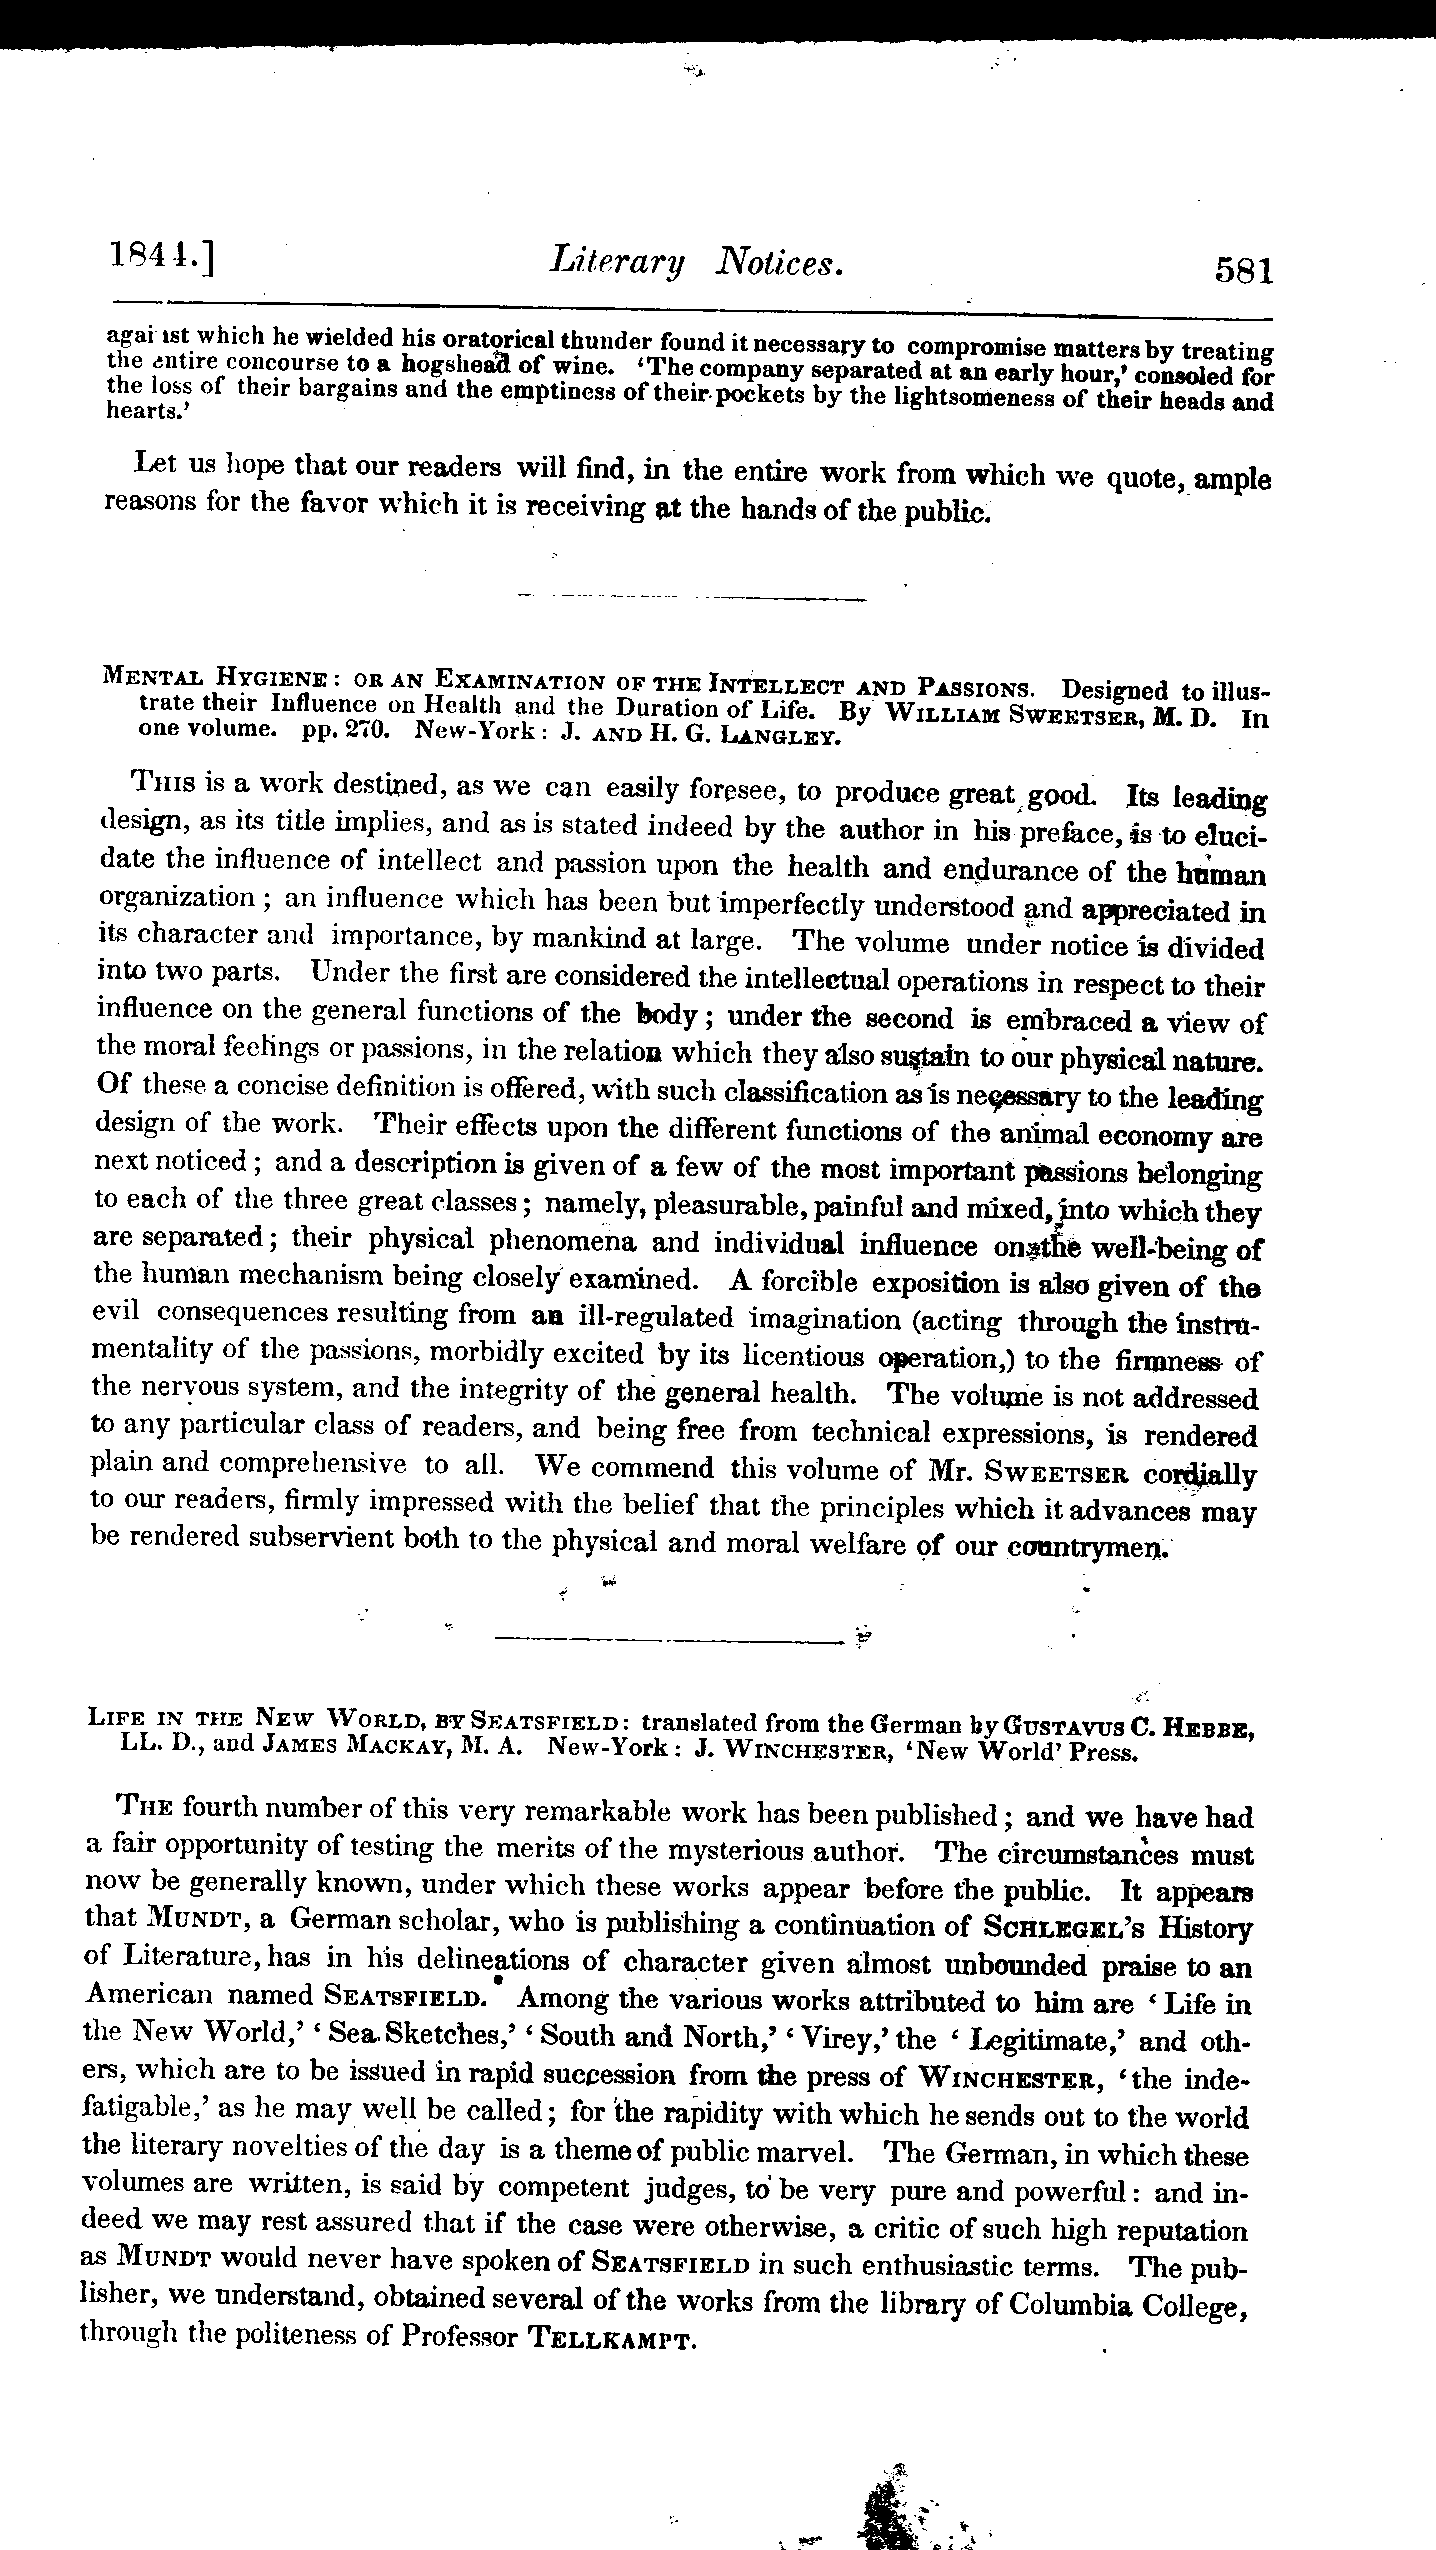 1844.] Literary Notices. 581
against which he wielded his oratorical thunder found it necessary to compromise matters by treating
the entire concourse to a hogshead of wine. ‘The company separated at an early hour,’ consoled for
the loss of their bargains and the emptiness of their pockets by the lightsomeness of their heads and
hearts.’
Let us hope that our readers will find, in the entire work from which we quote, ample
reasons for the favor which it is receiving at the hands of the public.
MENTAL HYGIENE: OR AN EXAMINATION OF THE INTELLECT AND PASSIONS. Designed to illus-
trate their Influence on Health and the Duration of Life. By WILLIAM SWEETSER, M. D. In
one volume. pp. 270. New-York: J. AND H. G. LANGLEY.
THIS is a work destined, as we can easily foresee, to produce great good. Its leading
design, as its title implies, and as is stated indeed by the author in his preface, is to eluci-
date the influence of intellect and passion upon the health and endurance of the human
organization; an influence which has been but imperfectly understood and appreciated in
its character and importance, by mankind at large. The volume under notice is divided
into two parts. Under the first are considered the intellectual operations in respect to their
influence on the general functions of the body; under the second is embraced a view of
the moral feelings or passions, in the relation which they also sustain to our physical nature.
Of these a concise definition is offered, with such classification as is necessary to the leading
design of the work. Their effects upon the different functions of the animal economy are
next noticed; and a description is given of a few of the most important passions belonging
to each of the three great classes; namely, pleasurable, painful and mixed, into which they
are separated; their physical phenomena and individual influence on the well-being of
the human mechanism being closely examined. A forcible exposition is also given of the
evil consequences resulting from an ill-regulated imagination (acting through the instru-
mentality of the passions, morbidly excited by its licentious operation,) to the firmness of
the nervous system, and the integrity of the general health. The volume is not addressed
to any particular class of readers, and being free from technical expressions, is rendered
plain and comprehensive to all. We commend this volume of Mr. SWEETSER cordially
to our readers, firmly impressed with the belief that the principles which it advances may
be rendered subservient both to the physical and moral welfare of our countrymen.
LIFE IN THE NEW WORLD, BY SEATSFIELD: translated from the German by GUSTAVUS C. HEBBE,
LL. D., and JAMES MACKAY, M. A. New-York: J. WINCHESTER, ‘New World’ Press.
THE fourth number of this very remarkable work has been published; and we have had
a fair opportunity of testing the merits of the mysterious author. The circumstances must
now be generally known, under which these works appear before the public. It appears
that MUNDT, a German scholar, who is publishing a continuation of SCHLEGEL’S History
of Literature, has in his delineations of character given almost unbounded praise to an
American named SEATSFIELD. Among the various works attributed to him are ‘Life in
the New World,’ ‘Sea Sketches,’ ‘South and North,’ ‘Virey,’ the ‘Legitimate,’ and oth-
ers, which are to be issued in rapid succession from the press of WINCHESTER, ‘the inde-
fatigable,’ as he may well be called; for the rapidity with which he sends out to the world
the literary novelties of the day is a theme of public marvel. The German, in which these
volumes are written, is said by competent judges, to be very pure and powerful: and in-
deed we may rest assured that if the case were otherwise, a critic of such high reputation
as MUNDT would never have spoken of SEATSFIELD in such enthusiastic terms. The pub-
lisher, we understand, obtained several of the works from the library of Columbia College,
through the politeness of Professor TELLKAMPT.